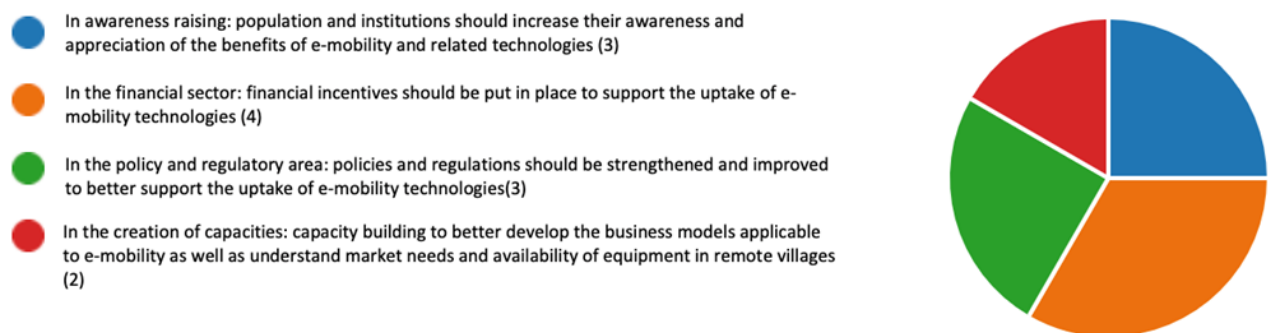 In awareness raising: population and institutions should increase their awareness and
appreciation of the benefits of e-mobility and related technologies (3)
In the financial sector: financial incentives should be put in place to support the uptake of e-
mobility technologies (4)
In the policy and regulatory area: policies and regulations should be strengthened and improved
to better support the uptake of e-mobility technologies(3)
In the creation of capacities: capacity building to better develop the business models applicable
to e-mobility as well as understand market needs and availability of equipment in remote villages
(2)